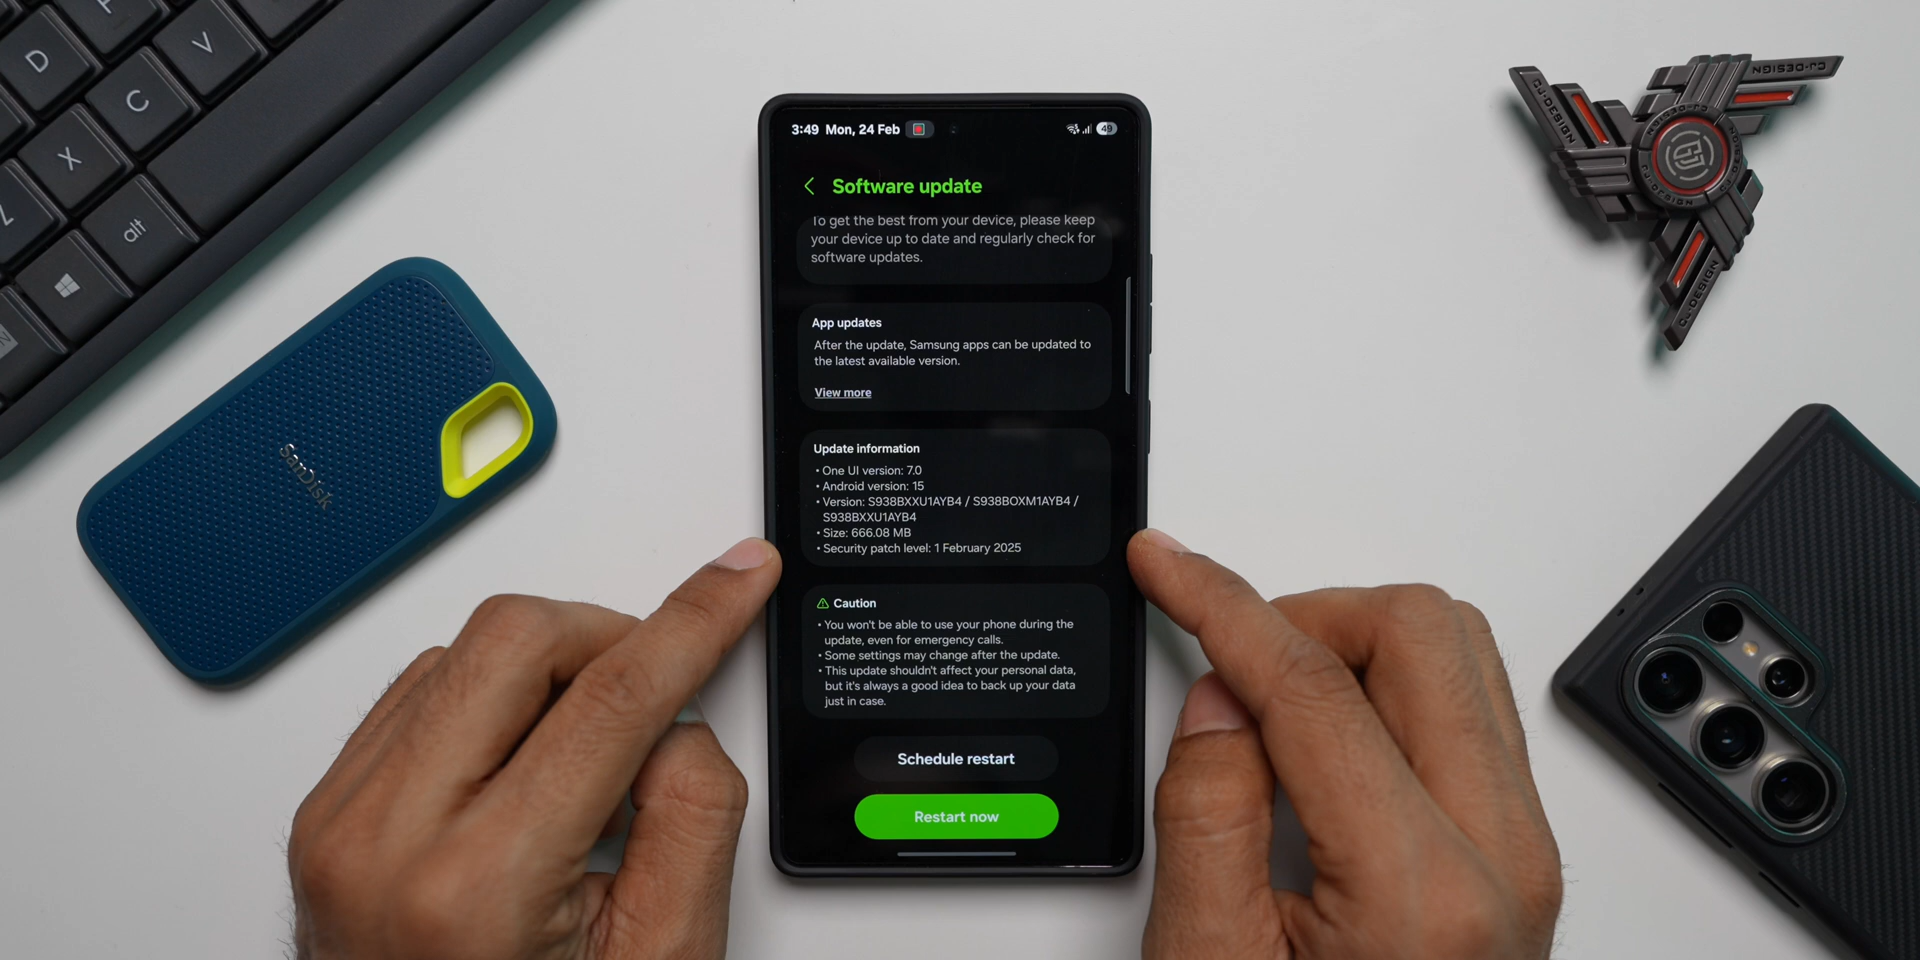 D
V
C
X
Z
alt
N
SanDisk
3:49 Mon, 24 Feb
49
Software update
To get the best from your device, please keep
your device up to date and regularly check for
software updates.
App updates
After the update, Samsung apps can be updated to
the latest available version.
View more
Update information
• One UI version: 7.0
• Android version: 15
• Version: S938BXXU1AYB4 / S938BOXM1AYB4 /
S938BXXU1AYB4
• Size: 666.08 MB
• Security patch level: 1 February 2025
Caution
• You won't be able to use your phone during the
update, even for emergency calls.
• Some settings may change after the update.
• This update shouldn't affect your personal data,
but it's always a good idea to back up your data
just in case.
Schedule restart
Restart now
CJ-DESIGN
CJ-DESIGN
CJ-DESIGN